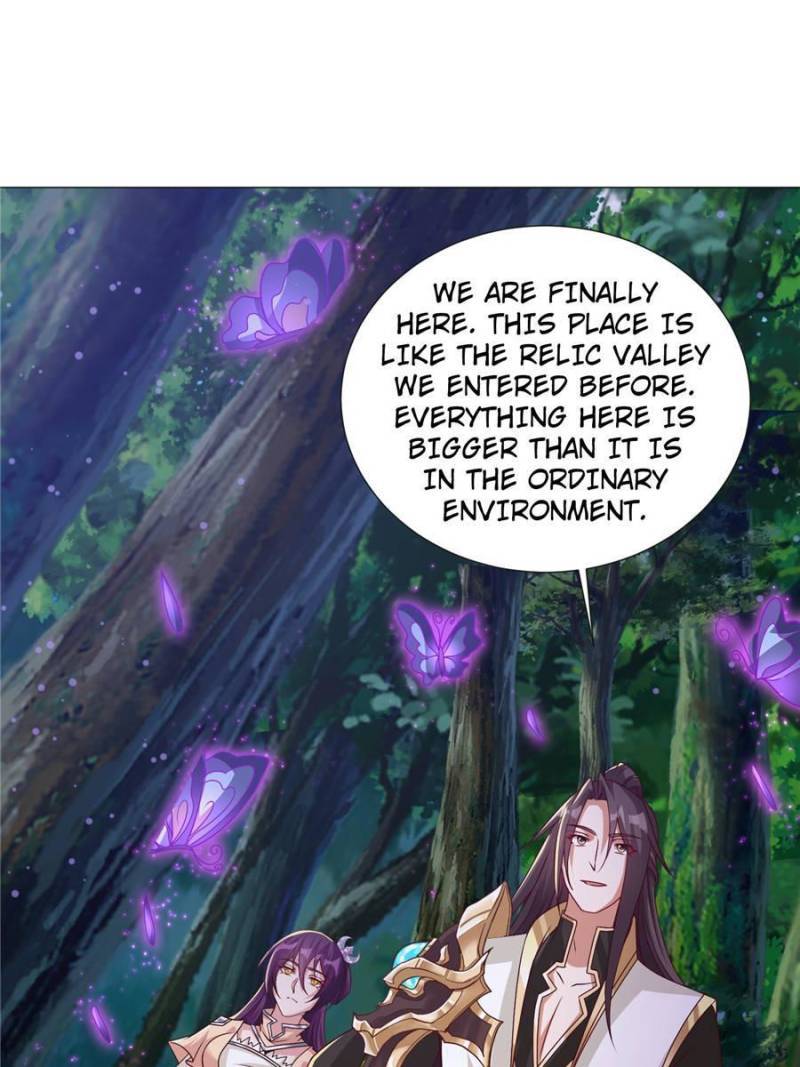 WE ARE FINALLY
HERE. THIS PLACE IS
LIKE THE RELIC VALLEY
WE ENTERED BEFORE.
EVERYTHING HERE IS
BIGGER THAN IT IS
IN THE ORDINARY
ENVIRONMENT.